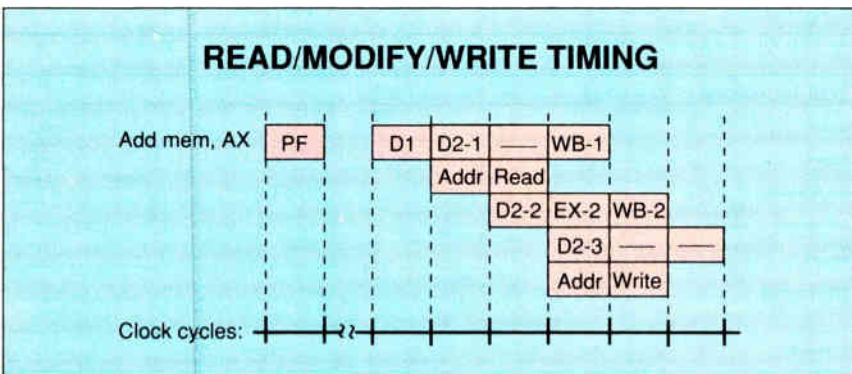 READ/MODIFY/WRITE TIMING
Add mem, AX PF D1 D2-1 — WB-1
Addr Read
D2-2 EX-2 WB-2
D2-3 — —
Addr Write
Clock cycles: